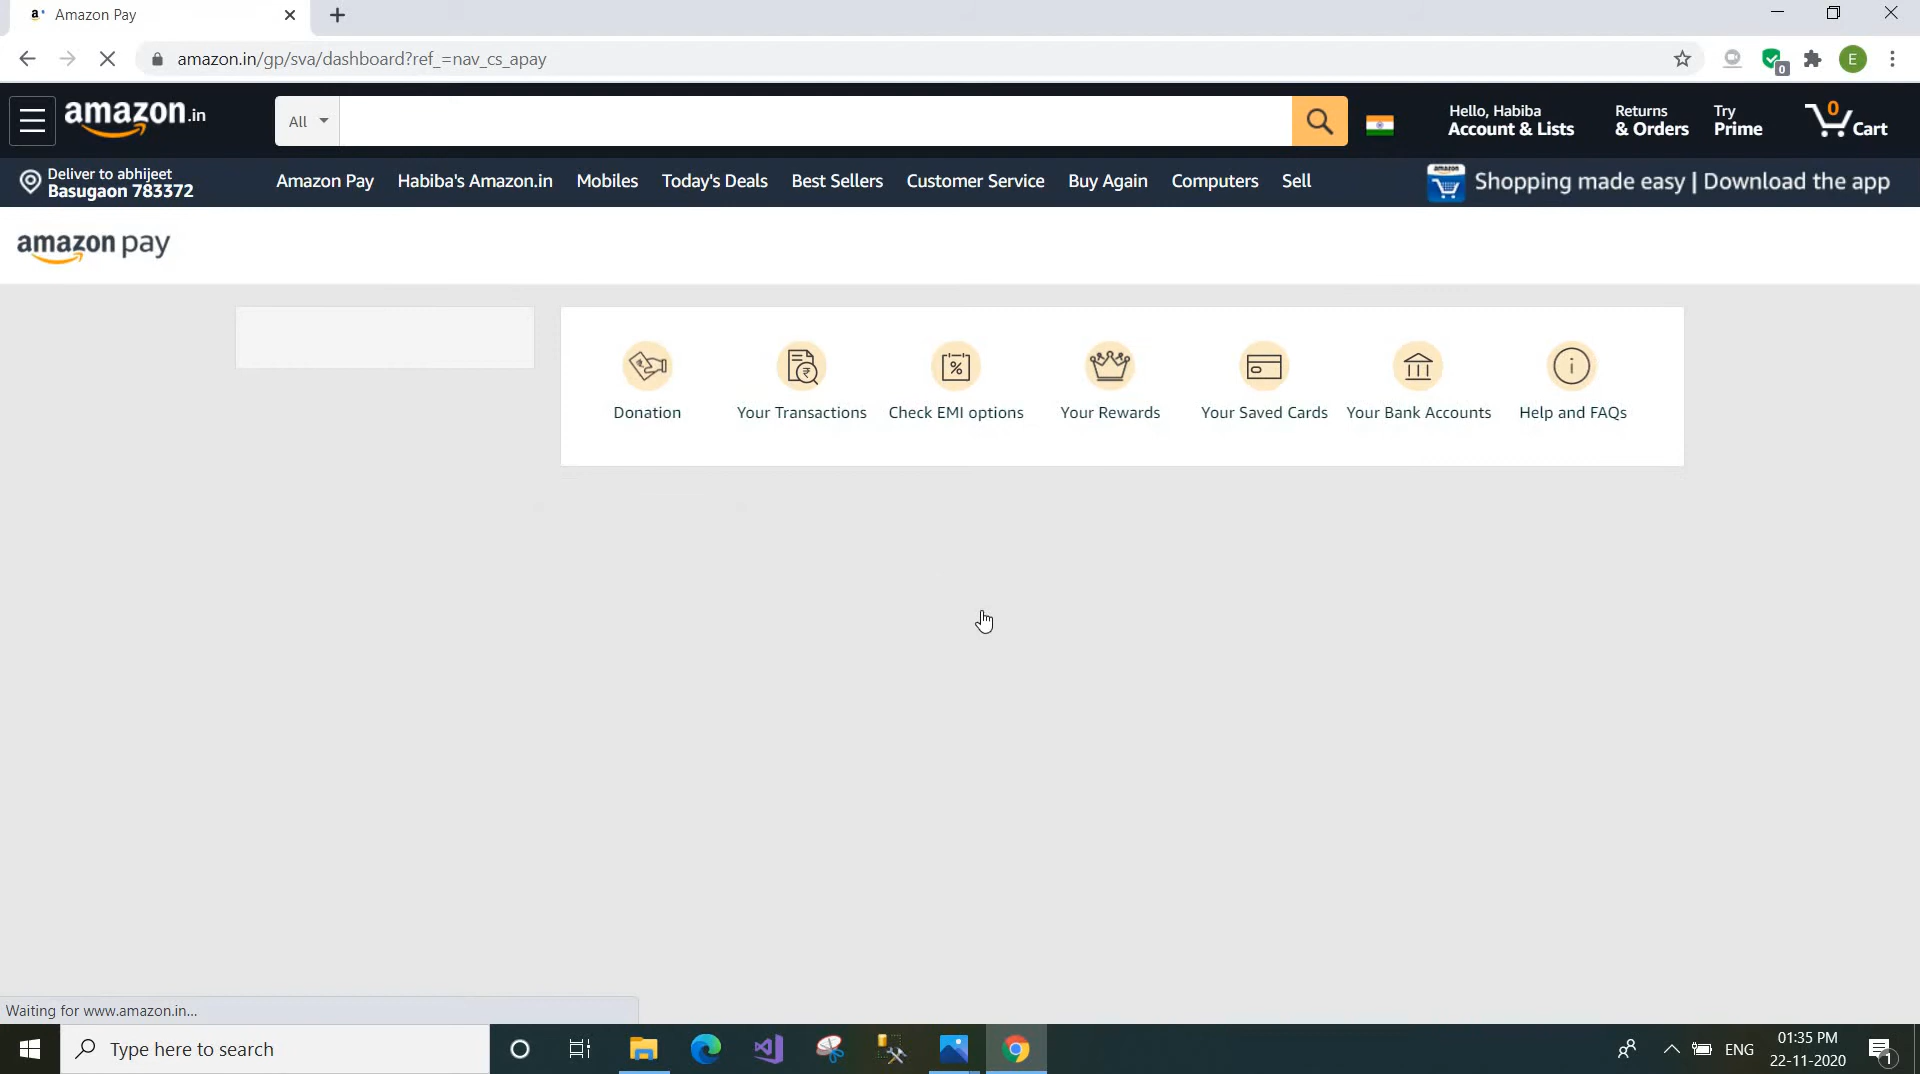 Amazon Pay
amazon.in/gp/sva/dashboard?ref_=nav_cs_apay
0
E
amazon.in
All
Hello, Habiba
Account & Lists
Returns
& Orders
Try
Prime
0
Cart
Deliver to abhijeet
Basugaon 783372
Amazon Pay Habiba's Amazon.in Mobiles Today's Deals Best Sellers Customer Service Buy Again Computers Sell
amazon
Shopping made easy | Download the app
amazon pay
Donation Your Transactions Check EMI options Your Rewards Your Saved Cards Your Bank Accounts Help and FAQs
Waiting for www.amazon.in...
Type here to search
ENG
01:35 PM
22-11-2020
1